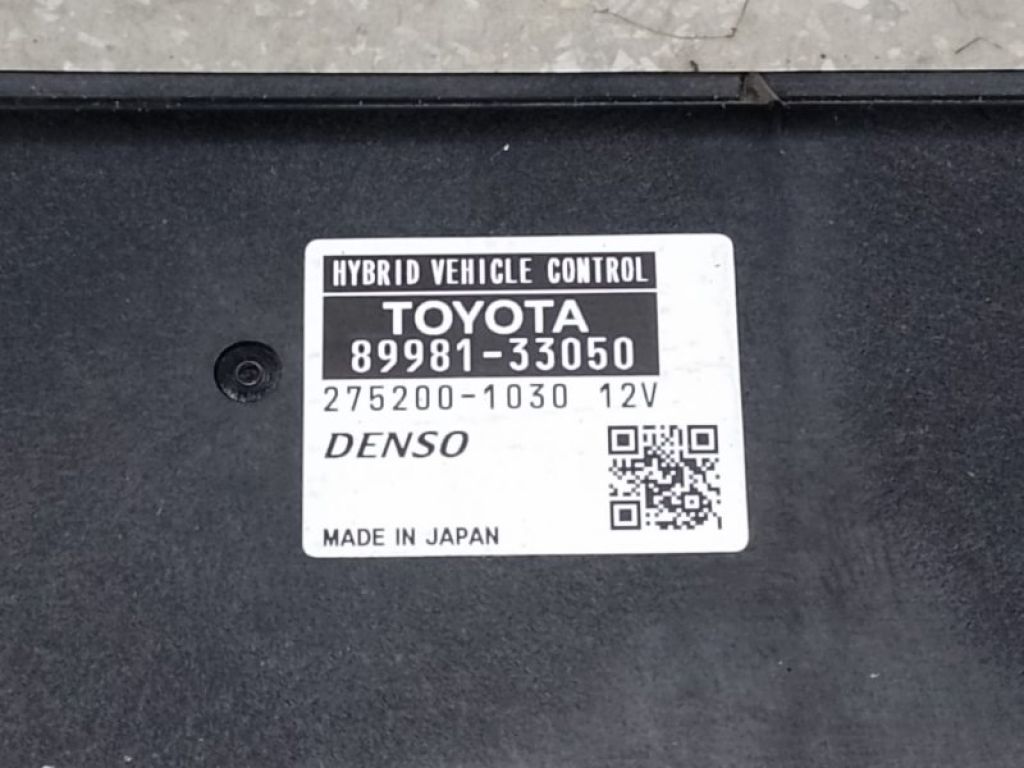 HYBRID VEHICLE CONTROL
TOYOTA
89981-33050
275200-1030 12V
DENSO
MADE IN JAPAN